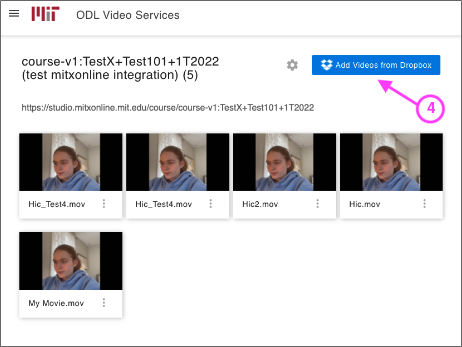 MIT ODL Video Services
course-v1:TestX+Test101+1T2022
(test mitxonline integration) (5)
Add Videos from Dropbox
4
https://studio.mitxonline.mit.edu/course/course-v1:TestX+Test101+1T2022
Hic_Test4.mov
Hic_Test4.mov
Hic2.mov
Hic.mov
My Movie.mov